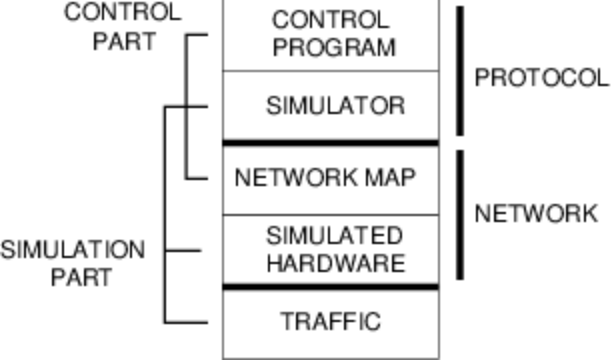 CONTROL
PART
CONTROL
PROGRAM
PROTOCOL
SIMULATOR
NETWORK MAP
NETWORK
SIMULATION
PART
SIMULATED
HARDWARE
TRAFFIC